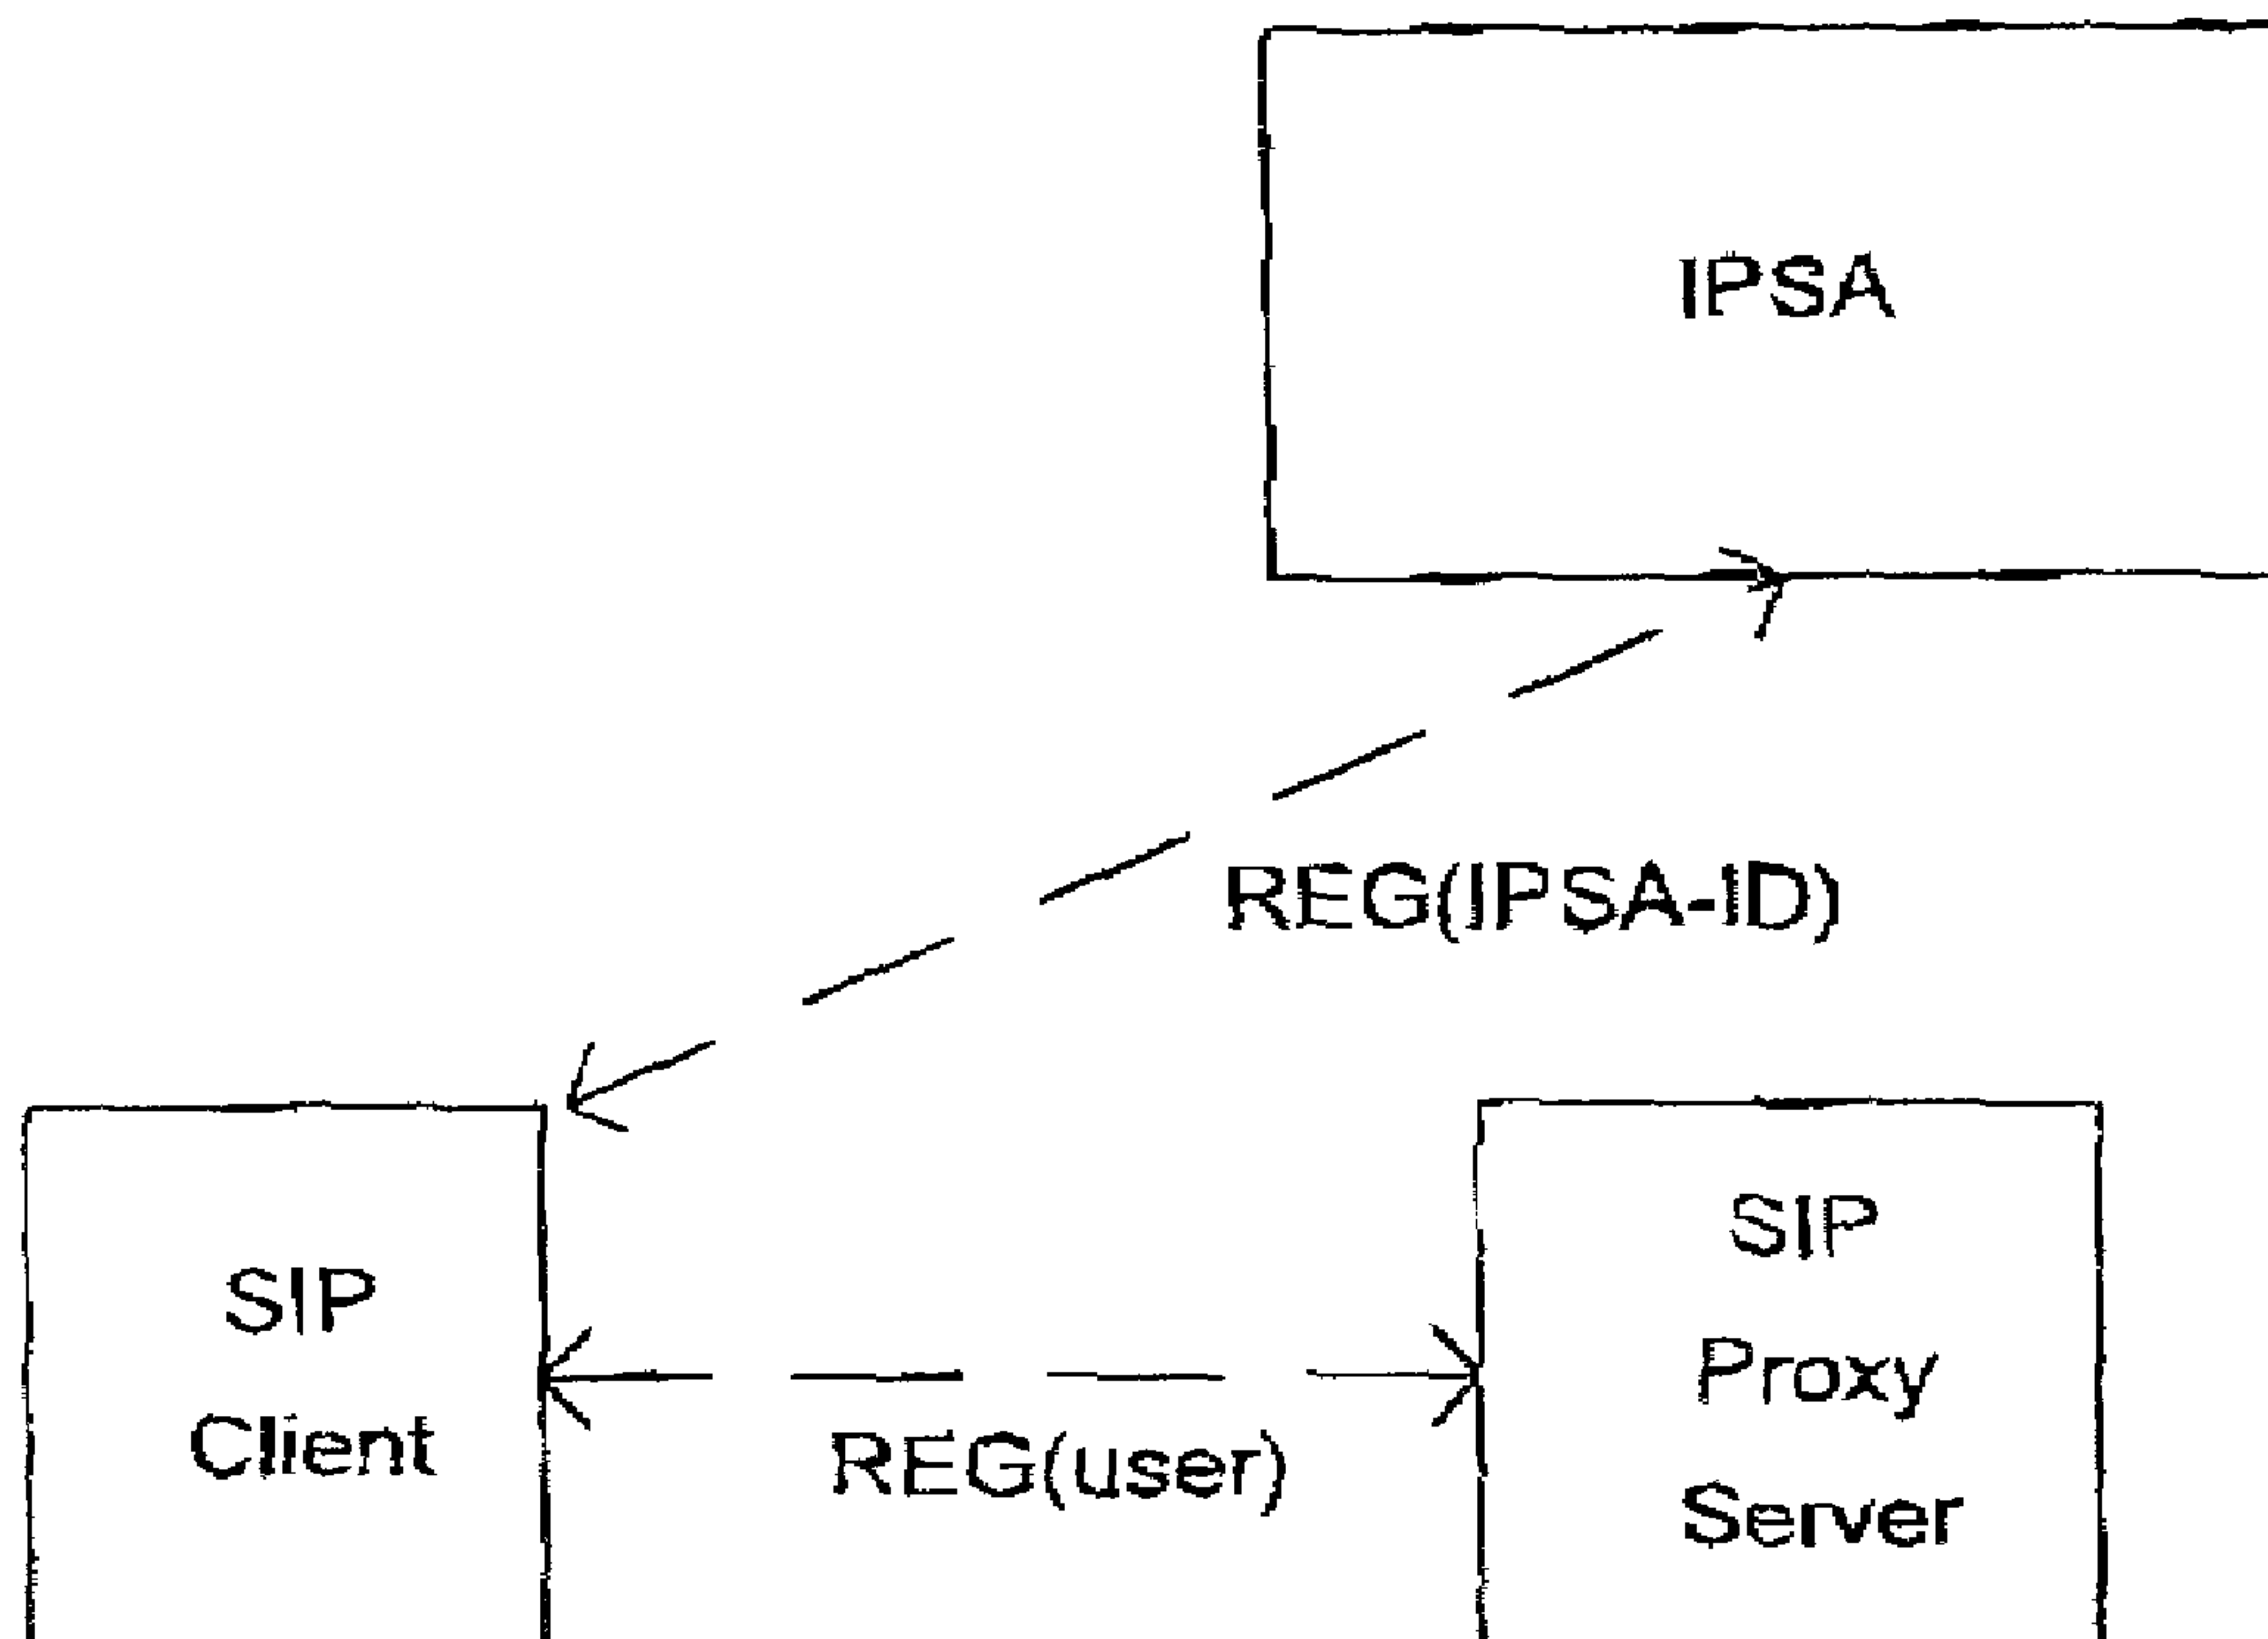 IPSA
REG(IPSA-ID)
SIP
Client
REG(user)
SIP
Proxy
Server